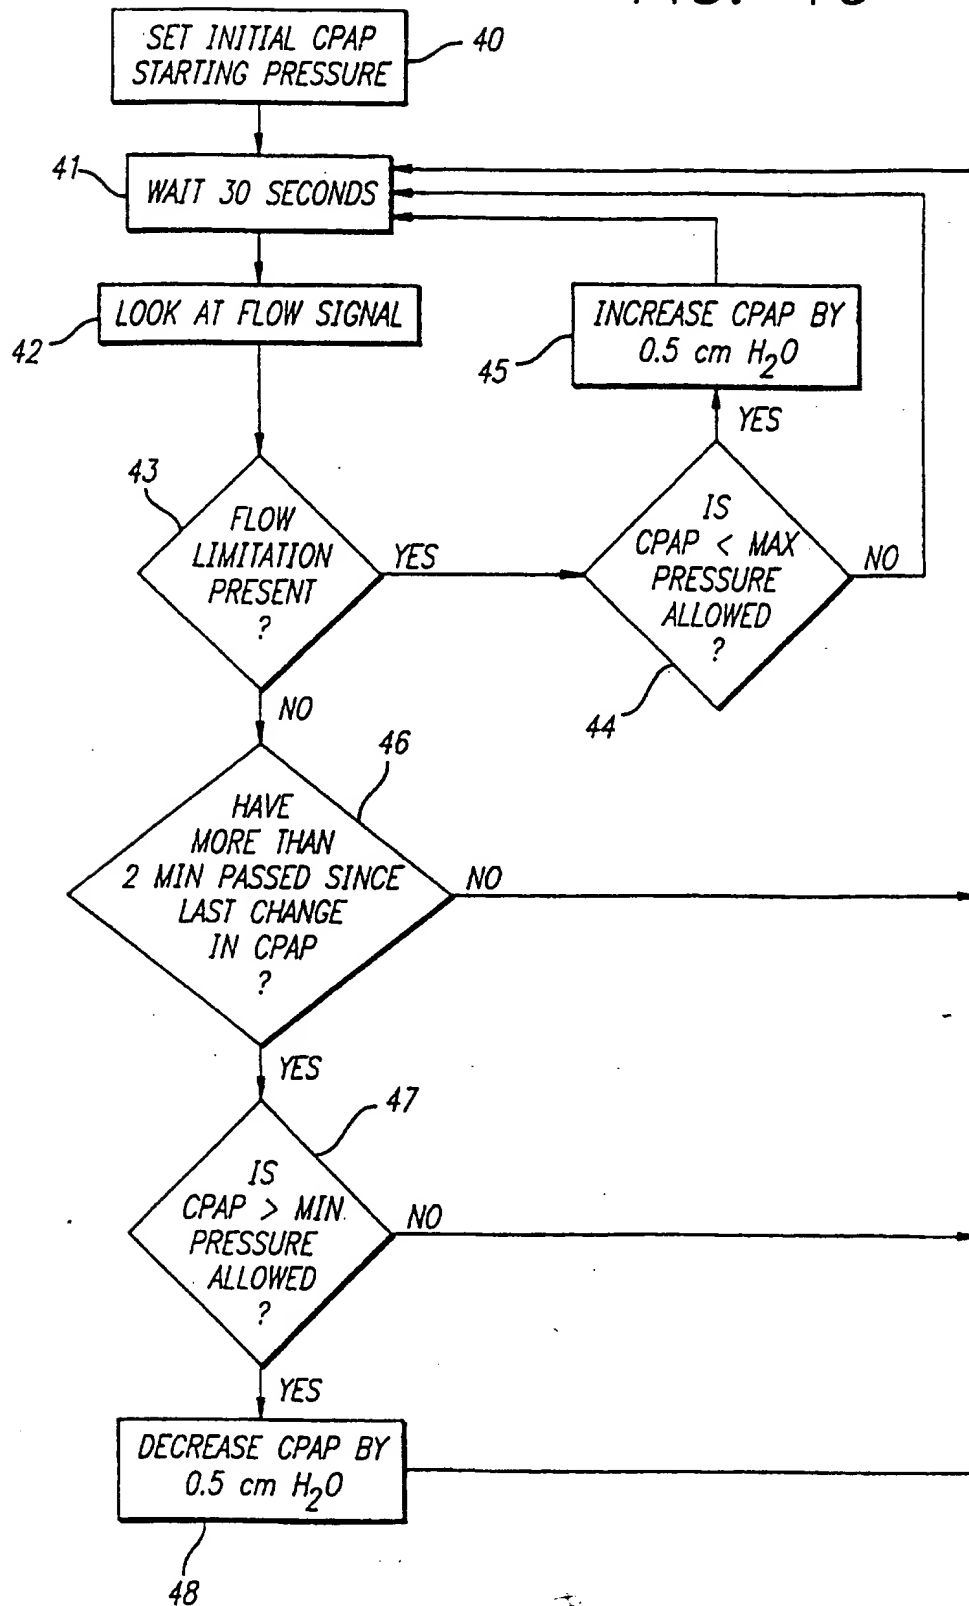 SET INITIAL CPAP
STARTING PRESSURE
40
41
WAIT 30 SECONDS
LOOK AT FLOW SIGNAL
42
INCREASE CPAP BY
0.5 cm H₂O
45
YES
43
FLOW
LIMITATION
PRESENT
?
YES
IS
CPAP < MAX
PRESSURE
ALLOWED
?
NO
44
NO
46
HAVE
MORE THAN
2 MIN PASSED SINCE
LAST CHANGE
IN CPAP
?
NO
YES
47
IS
CPAP > MIN.
PRESSURE
ALLOWED
?
NO
YES
DECREASE CPAP BY
0.5 cm H₂O
48